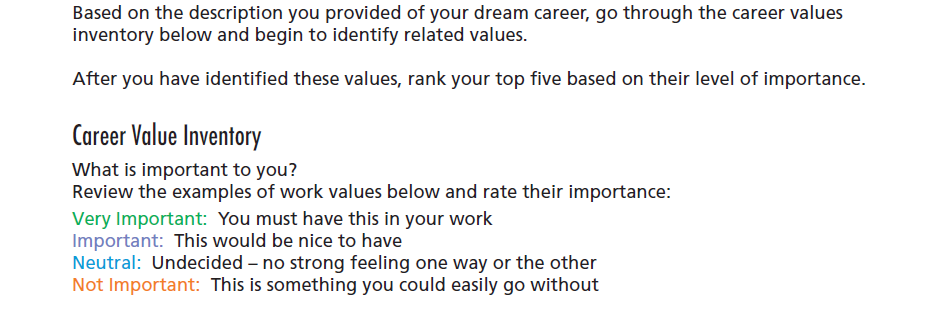 Based on the description you provided of your dream career, go through the career values
inventory below and begin to identify related values.
After you have identified these values, rank your top five based on their level of importance.
Career Value Inventory
What is important to you?
Review the examples of work values below and rate their importance:
Very Important: You must have this in your work
Important: This would be nice to have
Neutral: Undecided – no strong feeling one way or the other
Not Important: This is something you could easily go without